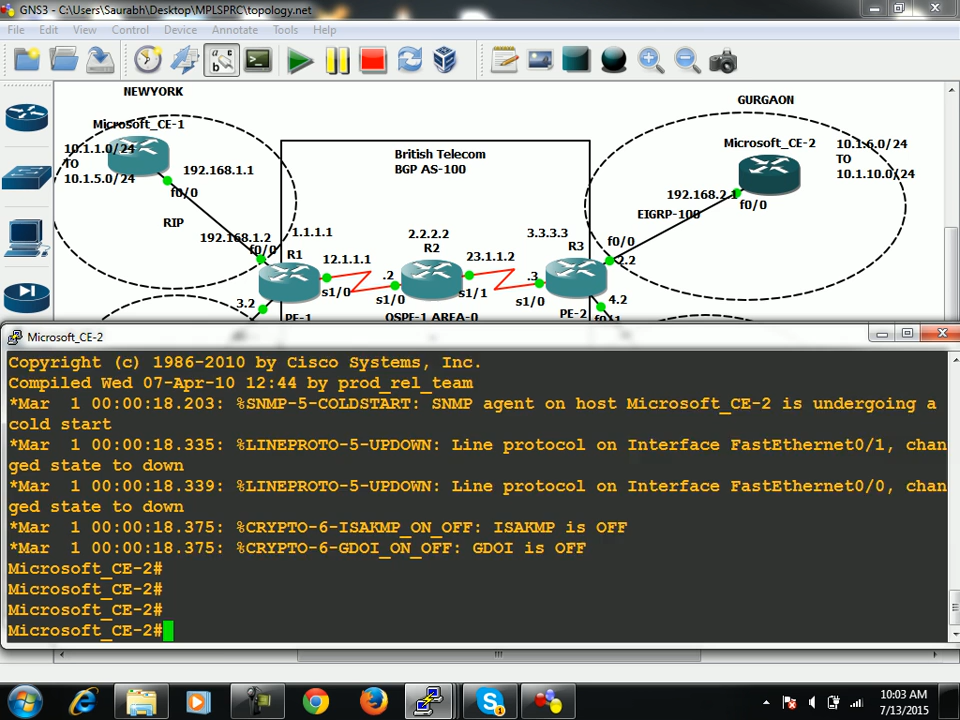 GNS3 - C:\Users\Saurabh\Desktop\MPLSPRC\topology.net
File Edit View Control Device Annotate Tools Help
NEWYORK
GURGAON
Microsoft_CE-1
10.1.1.0/24
TO
10.1.5.0/24
192.168.1.1
f0/0
RIP
192.168.1.2
f0/0
British Telecom
BGP AS-100
Microsoft_CE-2
10.1.6.0/24
TO
10.1.10.0/24
192.168.2.1
f0/0
EIGRP-100
1.1.1.1
R1
12.1.1.1
s1/0
3.2
PE-1
2.2.2.2
R2
.2
s1/0
23.1.1.2
s1/1
OSPF-1 AREA-0
3.3.3.3
R3
.3
s1/0
f0/0
2.2
4.2
PE-2
Microsoft_CE-2
Copyright (c) 1986-2010 by Cisco Systems, Inc.
Compiled Wed 07-Apr-10 12:44 by prod_rel_team
*Mar  1 00:00:18.203: %SNMP-5-COLDSTART: SNMP agent on host Microsoft_CE-2 is undergoing a
cold start
*Mar  1 00:00:18.335: %LINEPROTO-5-UPDOWN: Line protocol on Interface FastEthernet0/1, chan
ged state to down
*Mar  1 00:00:18.339: %LINEPROTO-5-UPDOWN: Line protocol on Interface FastEthernet0/0, chan
ged state to down
*Mar  1 00:00:18.375: %CRYPTO-6-ISAKMP_ON_OFF: ISAKMP is OFF
*Mar  1 00:00:18.375: %CRYPTO-6-GDOI_ON_OFF: GDOI is OFF
Microsoft_CE-2#
Microsoft_CE-2#
Microsoft_CE-2#
Microsoft_CE-2#
10:03 AM
7/13/2015